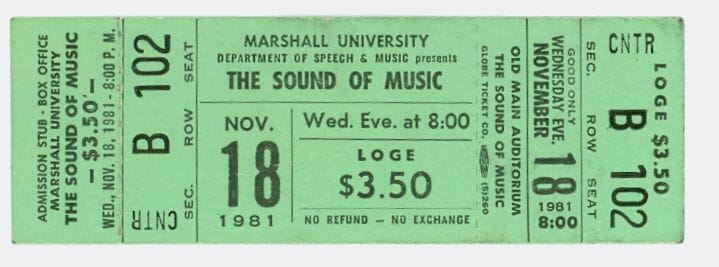 ADMISSION STUB - BOX OFFICE
MARSHALL UNIVERSITY
THE SOUND OF MUSIC
— $3.50 —
WED., NOV. 18, 1981 - 8:00 P. M.
CNTR B 102
SEC. ROW SEAT
MARSHALL UNIVERSITY
DEPARTMENT OF SPEECH & MUSIC presents
THE SOUND OF MUSIC
NOV.
18
1981
Wed. Eve. at 8:00
LOGE
$3.50
NO REFUND — NO EXCHANGE
OLD MAIN AUDITORIUM
THE SOUND OF MUSIC
GLOBE TICKET CO. (5)260
GOOD ONLY
WEDNESDAY EVE.
NOVEMBER
18
1981
8:00
SEC. ROW SEAT
CNTR B 102
LOGE $3.50